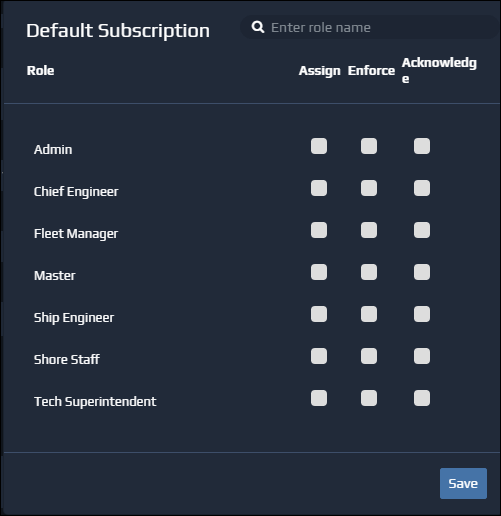 Default Subscription
Enter role name
Role Assign Enforce Acknowledg
e
Admin
Chief Engineer
Fleet Manager
Master
Ship Engineer
Shore Staff
Tech Superintendent
Save